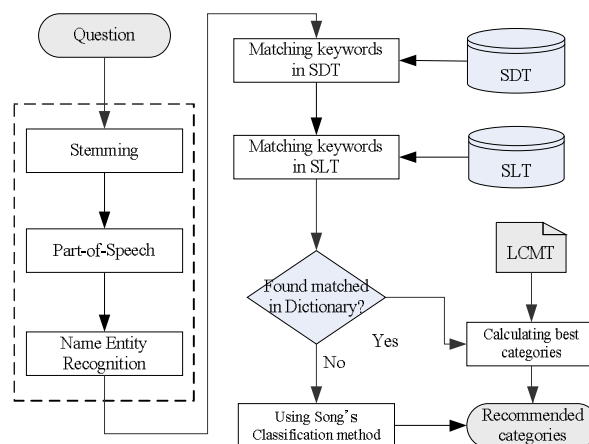 Question
Stemming
Part-of-Speech
Name Entity
Recognition
Matching keywords
in SDT
SDT
Matching keywords
in SLT
SLT
Found matched
in Dictionary?
Yes
No
LCMT
Calculating best
categories
Using Song's
Classification method
Recommended
categories